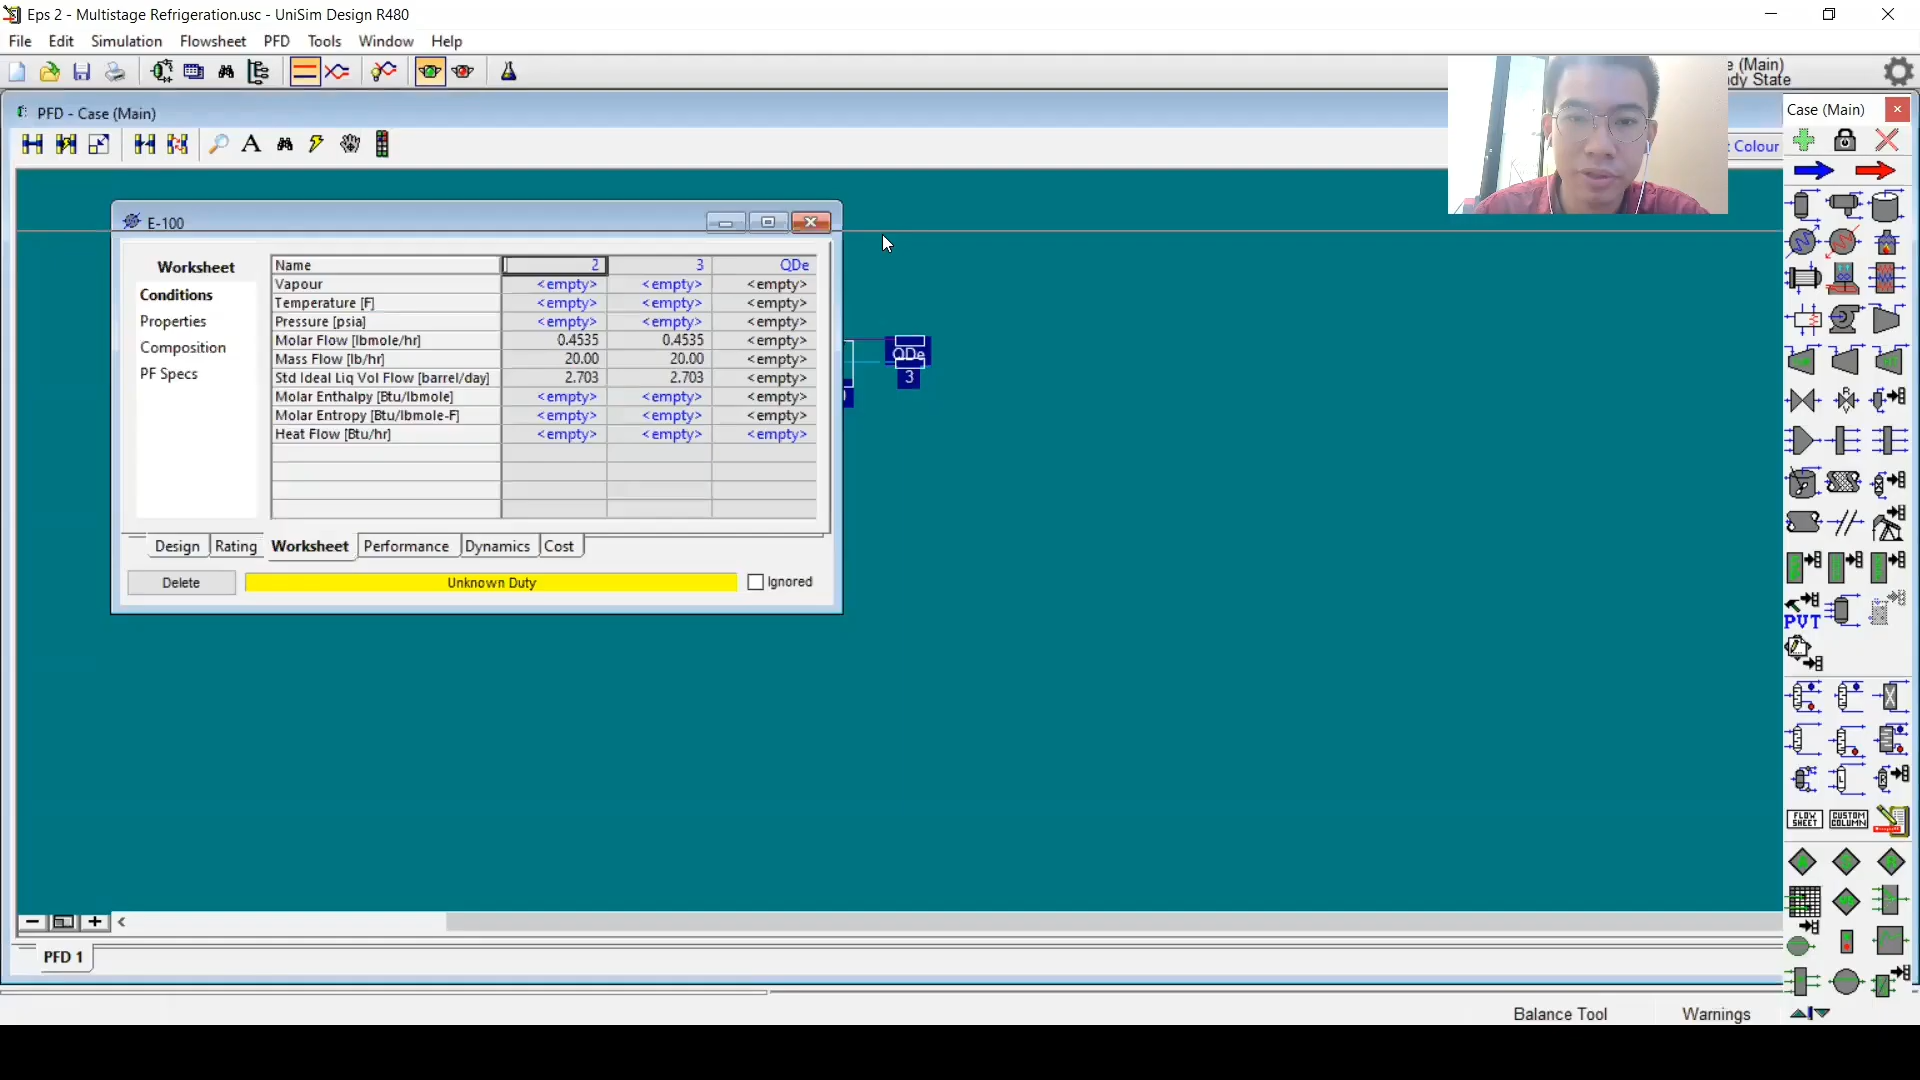 Eps 2 - Multistage Refrigeration.usc - UniSim Design R480
File Edit Simulation Flowsheet PFD Tools Window Help
e (Main)
dy State
PFD - Case (Main)
Case (Main)
Colour
E-100
Worksheet
Conditions
Properties
Composition
PF Specs
Name 2 3 QDe
Vapour <empty> <empty> <empty>
Temperature [F] <empty> <empty> <empty>
Pressure [psia] <empty> <empty> <empty>
Molar Flow [lbmole/hr] 0.4535 0.4535 <empty>
Mass Flow [lb/hr] 20.00 20.00 <empty>
Std Ideal Liq Vol Flow [barrel/day] 2.703 2.703 <empty>
Molar Enthalpy [Btu/lbmole] <empty> <empty> <empty>
Molar Entropy [Btu/lbmole-F] <empty> <empty> <empty>
Heat Flow [Btu/hr] <empty> <empty> <empty>
QDe
3
Design Rating Worksheet Performance Dynamics Cost
Delete Unknown Duty Ignored
PVT
FLOW SHEET
CUSTOM COLUMN
PFD 1
Balance Tool Warnings